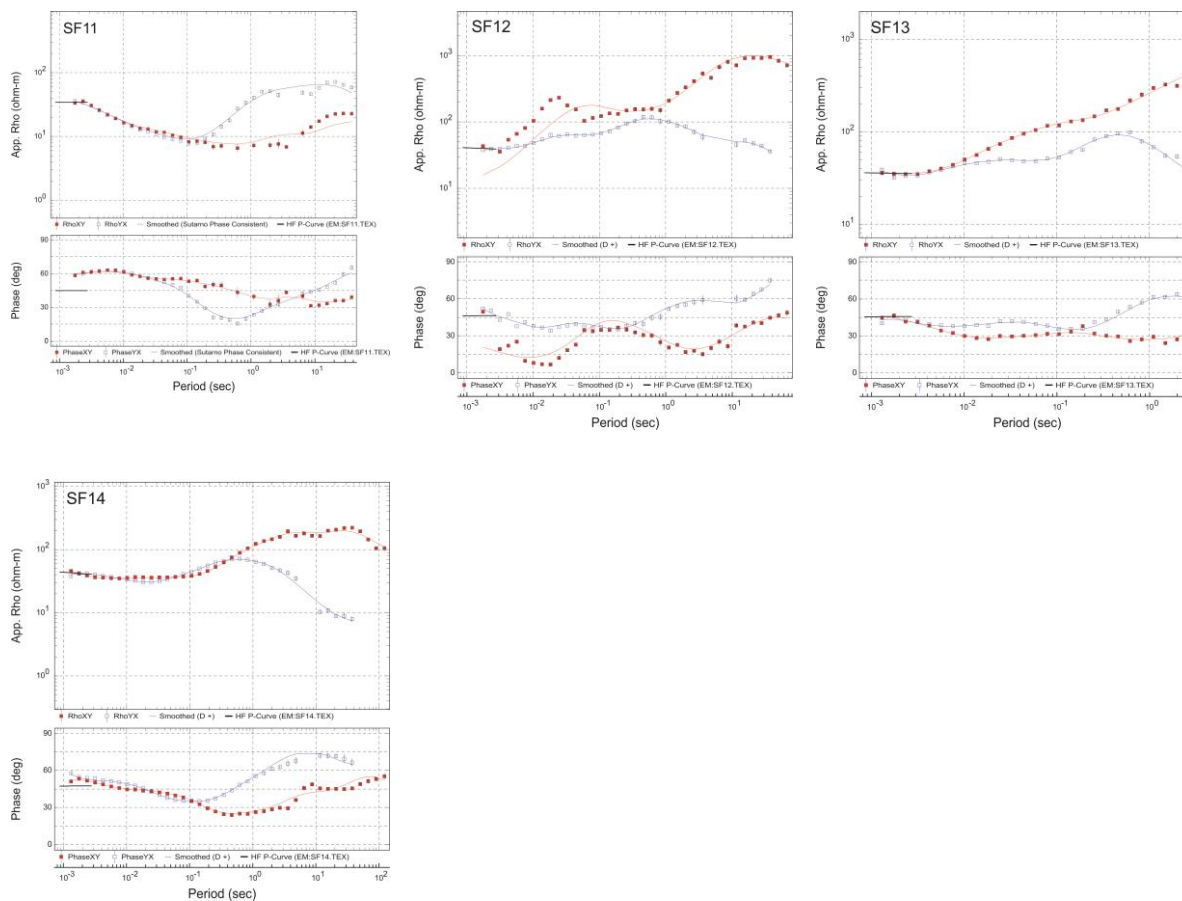 SF11
App. Rho (ohm-m)
10²
10¹
10⁰
RhoXY RhoYX Smoothed (Sutarno Phase Consistent) HF P-Curve (EM:SF11.TEX)
Phase (deg)
90
60
30
0
PhaseXY PhaseYX Smoothed (Sutarno Phase Consistent) HF P-Curve (EM:SF11.TEX)
10⁻³ 10⁻² 10⁻¹ 10⁰ 10¹
Period (sec)
SF12
App. Rho (ohm-m)
10³
10²
10¹
RhoXY RhoYX Smoothed (D +) HF P-Curve (EM:SF12.TEX)
Phase (deg)
90
60
30
0
PhaseXY PhaseYX Smoothed (D +) HF P-Curve (EM:SF12.TEX)
10⁻³ 10⁻² 10⁻¹ 10⁰ 10¹
Period (sec)
SF13
App. Rho (ohm-m)
10³
10²
10¹
RhoXY RhoYX Smoothed (D +) HF P-Curve (EM:SF13.TEX)
Phase (deg)
90
60
30
0
PhaseXY PhaseYX Smoothed (D +) HF P-Curve (EM:SF13.TEX)
10⁻³ 10⁻² 10⁻¹ 10⁰
Period (sec)
SF14
App. Rho (ohm-m)
10³
10²
10¹
10⁰
RhoXY RhoYX Smoothed (D +) HF P-Curve (EM:SF14.TEX)
Phase (deg)
90
60
30
0
PhaseXY PhaseYX Smoothed (D +) HF P-Curve (EM:SF14.TEX)
10⁻³ 10⁻² 10⁻¹ 10⁰ 10¹ 10²
Period (sec)